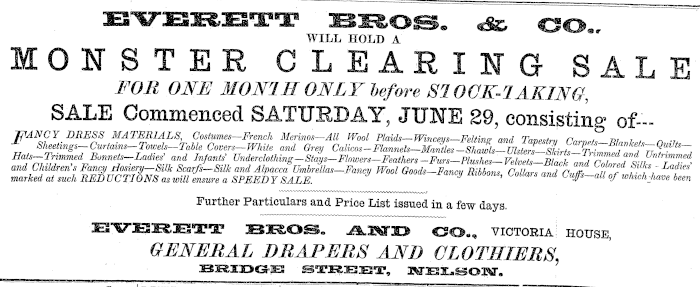 EVERETT BROS. & CO.,
WILL HOLD A
MONSTER CLEARING SALE
FOR ONE MONTH ONLY before STOCK-TAKING,
SALE Commenced SATURDAY, JUNE 29, consisting of---
FANCY DRESS MATERIALS, Costumes—French Merinos—All Wool Plaids—Winceys—Felting and Tapestry Carpets—Blankets—Quilts—
Sheetings—Curtains—Towels—Table Covers—White and Grey Calicos—Flannels—Mantles—Shawls—Ulsters—Skirts—Trimmed and Untrimmed
Hats—Trimmed Bonnets—Ladies' and Infants' Underclothing—Stays—Flowers—Feathers—Furs—Plushes—Velvets—Black and Colored Silks - Ladies'
and Children's Fancy Hosiery—Silk Scarfs—Silk and Alpacca Umbrellas—Fancy Wool Goods—Fancy Ribbons, Collars and Cuffs—all of which have been
marked at such REDUCTIONS as will ensure a SPEEDY SALE.
Further Particulars and Price List issued in a few days.
EVERETT BROS. AND CO., VICTORIA HOUSE,
GENERAL DRAPERS AND CLOTHIERS,
BRIDGE STREET, NELSON.